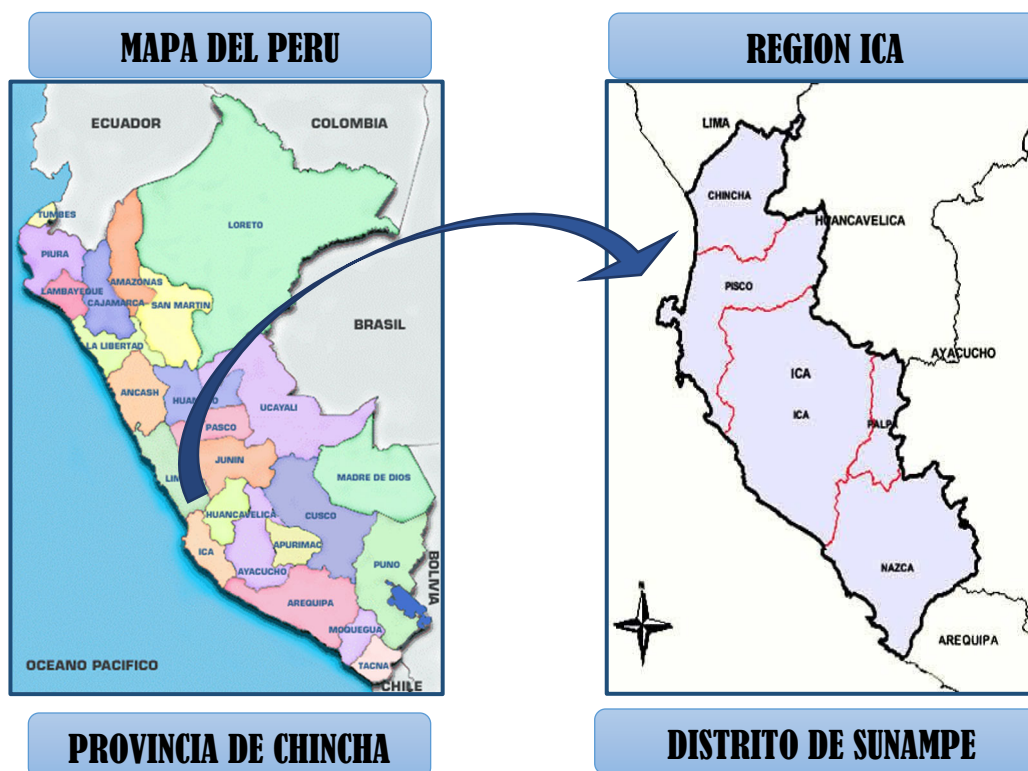 MAPA DEL PERU
REGION ICA
ECUADOR
COLOMBIA
TUMBES
LORETO
PIURA
AMAZONAS
LAMBAYEQUE
CAJAMARCA
SAN MARTIN
BRASIL
LA LIBERTAD
ANCASH
UCAYALI
PASCO
JUNIN
MADRE DE DIOS
HUANCAVELICA
CUSCO
ICA
APURIMAC
AYACUCHO
PUNO
BOLIVIA
AREQUIPA
MOQUEGUA
OCEANO PACIFICO
TACNA
CHILE
LIMA
CHINCHA
HUANCAVELICA
PISCO
AYACUCHO
ICA
ICA
PALPA
NAZCA
N
AREQUIPA
PROVINCIA DE CHINCHA
DISTRITO DE SUNAMPE